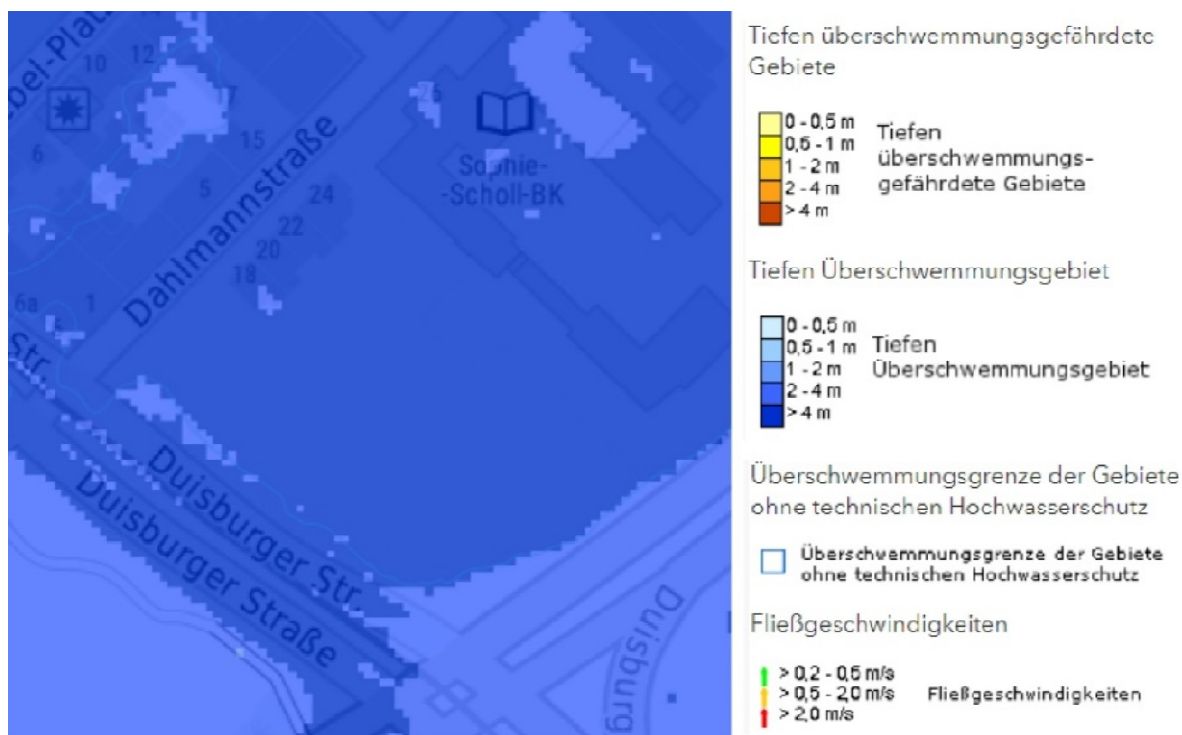 bel-Plat
10
12
17
15
6
5
Dahlmannstraße
24
22
20
18
26
Sophie-
-Scholl-BK
6a
1
Str.
Duisburger Str.
Duisburger Straße
Duisburg
Tiefen überschwemmungsgefährdete
Gebiete
0 - 0,5 m
0,5 - 1 m
1 - 2 m
2 - 4 m
> 4 m
Tiefen
überschwemmungs-
gefährdete Gebiete
Tiefen Überschwemmungsgebiet
0 - 0,5 m
0,5 - 1 m
1 - 2 m
2 - 4 m
> 4 m
Tiefen
Überschwemmungsgebiet
Überschwemmungsgrenze der Gebiete
ohne technischen Hochwasserschutz
Überschwemmungsgrenze der Gebiete
ohne technischen Hochwasserschutz
Fließgeschwindigkeiten
> 0,2 - 0,5 m/s
> 0,5 - 2,0 m/s
> 2,0 m/s
Fließgeschwindigkeiten